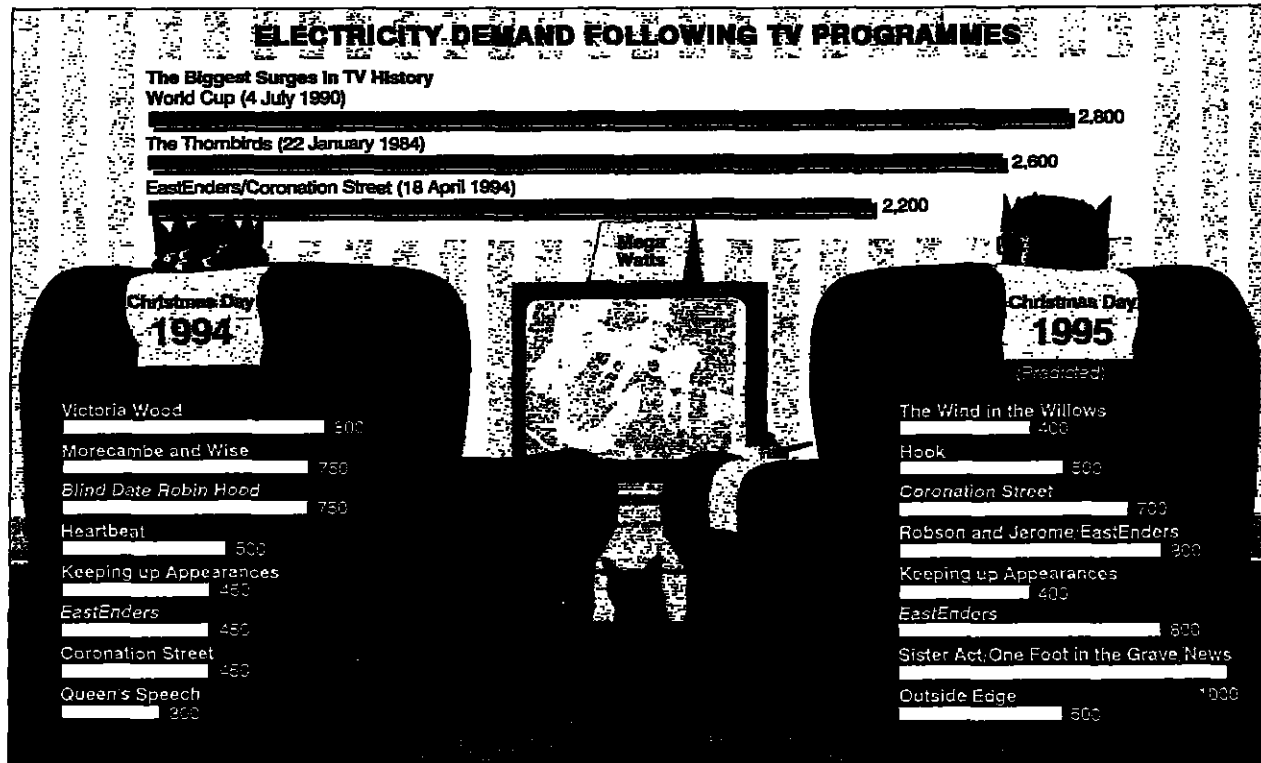 ELECTRICITY DEMAND FOLLOWING TV PROGRAMMES
The Biggest Surges in TV History
World Cup (4 July 1990)
2,800
The Thornbirds (22 January 1984)
2,600
EastEnders/Coronation Street (18 April 1994)
2,200
Mega
Watts
Christmas Day
1994
Victoria Wood
800
Morecambe and Wise
750
Blind Date Robin Hood
750
Heartbeat
500
Keeping up Appearances
450
EastEnders
450
Coronation Street
450
Queen's Speech
300
Christmas Day
1995
(Predicted)
The Wind in the Willows
400
Hook
500
Coronation Street
700
Robson and Jerome/EastEnders
800
Keeping up Appearances
400
EastEnders
800
Sister Act/One Foot in the Grave/News
1000
Outside Edge
500